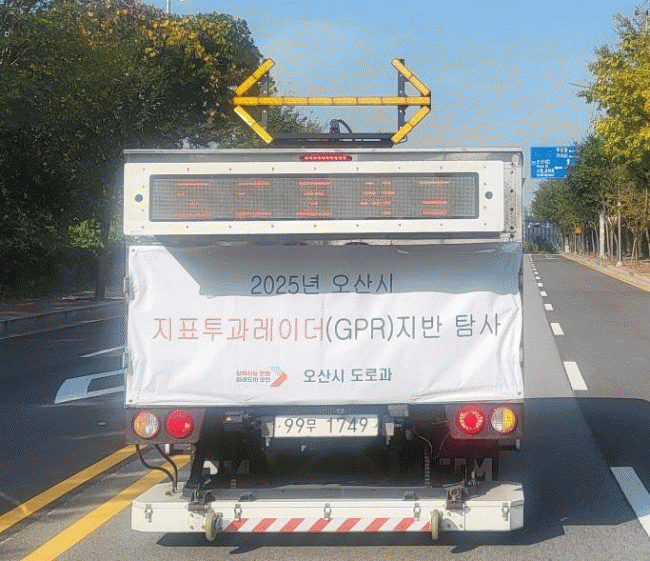 2025년 오산시
지표투과레이더(GPR)지반 탐사
오산시 도로과
99무 1749